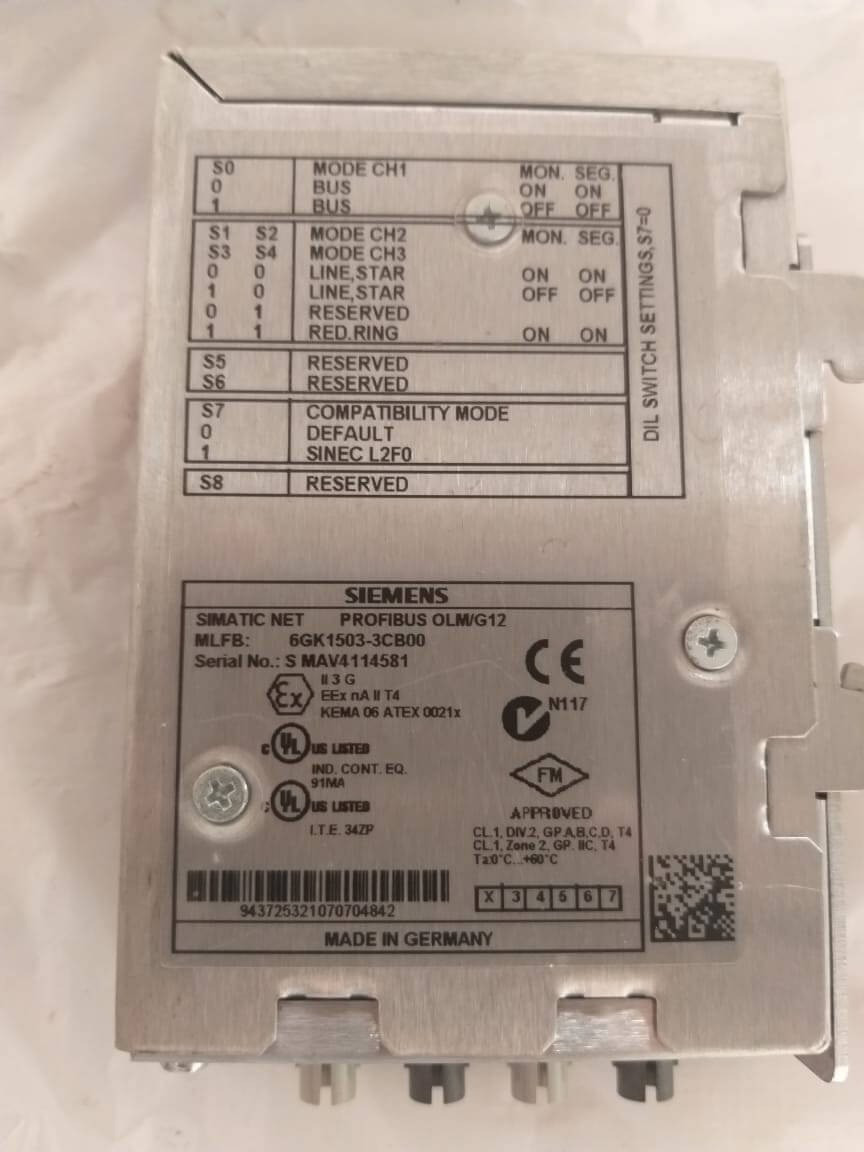 S0 MODE CH1 MON. SEG.
0 BUS ON ON
1 BUS OFF OFF
S1 S2 MODE CH2 MON. SEG.
S3 S4 MODE CH3
0 0 LINE,STAR ON ON
1 0 LINE,STAR OFF OFF
0 1 RESERVED
1 1 RED.RING ON ON
S5 RESERVED
S6 RESERVED
S7 COMPATIBILITY MODE
0 DEFAULT
1 SINEC L2F0
S8 RESERVED
DIL SWITCH SETTINGS,S7=0
SIEMENS
SIMATIC NET PROFIBUS OLM/G12
MLFB: 6GK1503-3CB00
Serial No.: S MAV4114581
CE
Ex
II 3 G
EEx nA II T4
KEMA 06 ATEX 0021x
N117
C UL US LISTED
IND. CONT. EQ.
91MA
C UL US LISTED
I.T.E. 34ZP
FM
APPROVED
CL.1, DIV.2, GP.A,B,C,D, T4
CL.1, Zone 2, GP. IIC, T4
Ta:0°C...+60°C
943725321070704842
X 3 4 5 6 7
MADE IN GERMANY